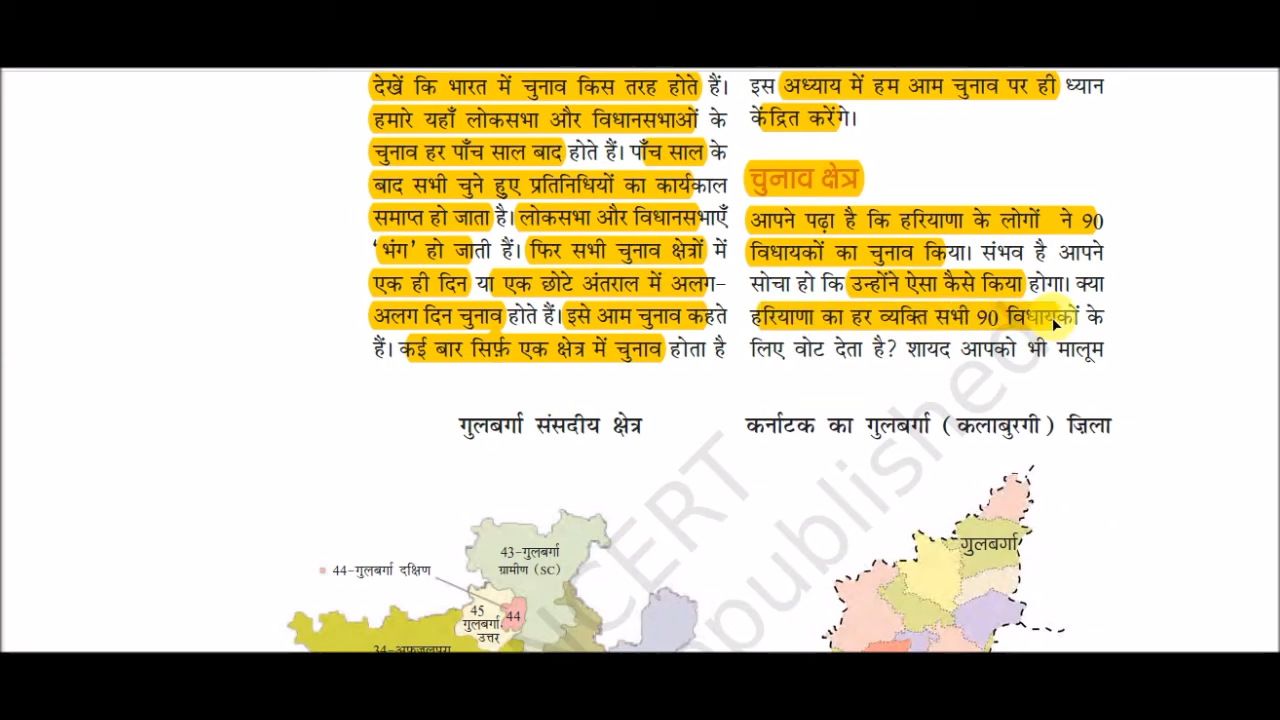 देखें कि भारत में चुनाव किस तरह होते हैं।
हमारे यहाँ लोकसभा और विधानसभाओं के
चुनाव हर पाँच साल बाद होते हैं। पाँच साल के
बाद सभी चुने हुए प्रतिनिधियों का कार्यकाल
समाप्त हो जाता है। लोकसभा और विधानसभाएँ
‘भंग’ हो जाती हैं। फिर सभी चुनाव क्षेत्रों में
एक ही दिन या एक छोटे अंतराल में अलग-
अलग दिन चुनाव होते हैं। इसे आम चुनाव कहते
हैं। कई बार सिर्फ़ एक क्षेत्र में चुनाव होता है
इस अध्याय में हम आम चुनाव पर ही ध्यान
केंद्रित करेंगे।
चुनाव क्षेत्र
आपने पढ़ा है कि हरियाणा के लोगों ने 90
विधायकों का चुनाव किया। संभव है आपने
सोचा हो कि उन्होंने ऐसा कैसे किया होगा। क्या
हरियाणा का हर व्यक्ति सभी 90 विधायकों के
लिए वोट देता है? शायद आपको भी मालूम
गुलबर्गा संसदीय क्षेत्र
कर्नाटक का गुलबर्गा (कलाबुरगी) ज़िला
43-गुलबर्गा
ग्रामीण (SC)
44-गुलबर्गा दक्षिण
45
गुलबर्गा
उत्तर
44
गुलबर्गा
NCERT
published